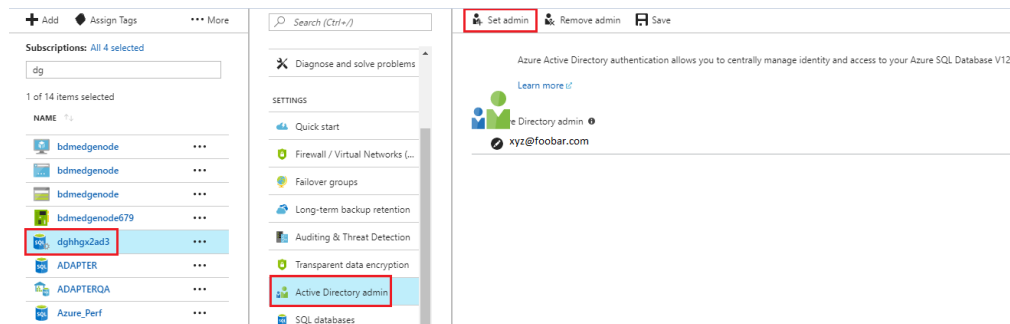 Add Assign Tags ••• More
Subscriptions: All 4 selected
dg
1 of 14 items selected
NAME
bdmedgenode •••
bdmedgenode •••
bdmedgenode •••
bdmedgenode679 •••
dghhgx2ad3 •••
ADAPTER •••
ADAPTERQA •••
Azure_Perf •••
Search (Ctrl+/)
Diagnose and solve problems
SETTINGS
Quick start
Firewall / Virtual Networks (...
Failover groups
Long-term backup retention
Auditing & Threat Detection
Transparent data encryption
Active Directory admin
SQL databases
Set admin Remove admin Save
Azure Active Directory authentication allows you to centrally manage identity and access to your Azure SQL Database V12
Learn more
e Directory admin
xyz@foobar.com